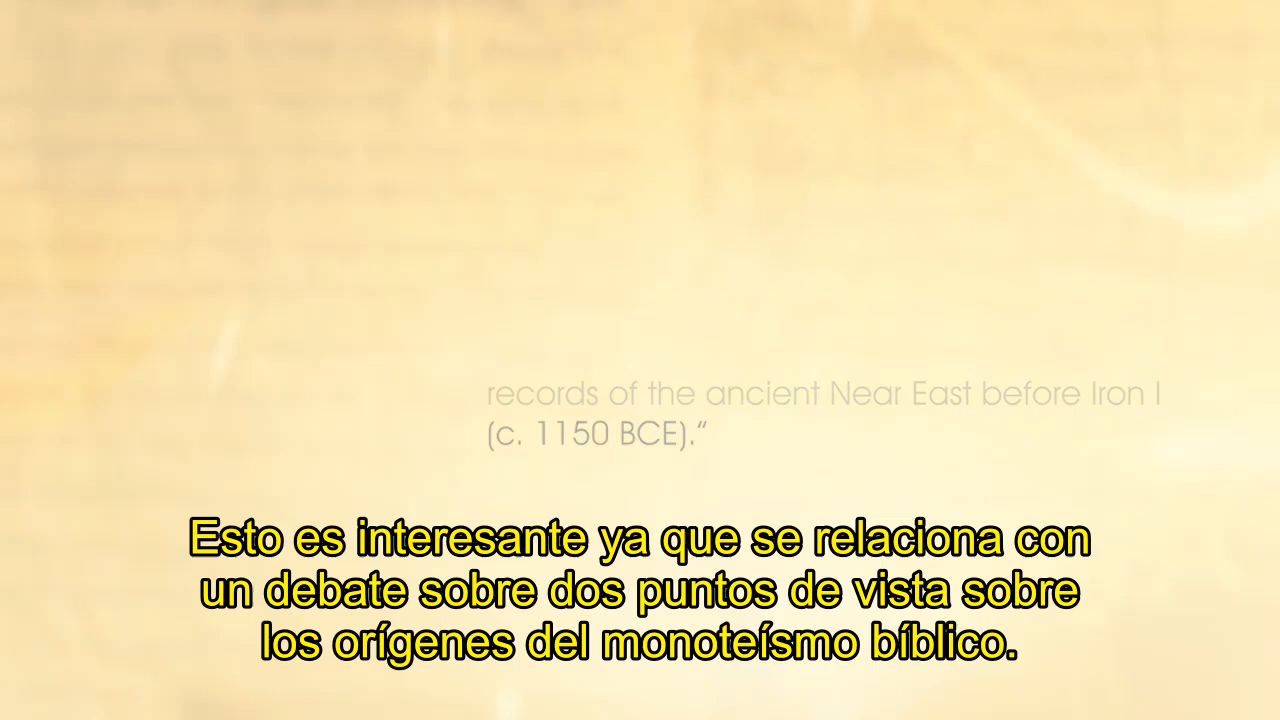 records of the ancient Near East before Iron I
(c. 1150 BCE).“
Esto es interesante ya que se relaciona con
un debate sobre dos puntos de vista sobre
los orígenes del monoteísmo bíblico.